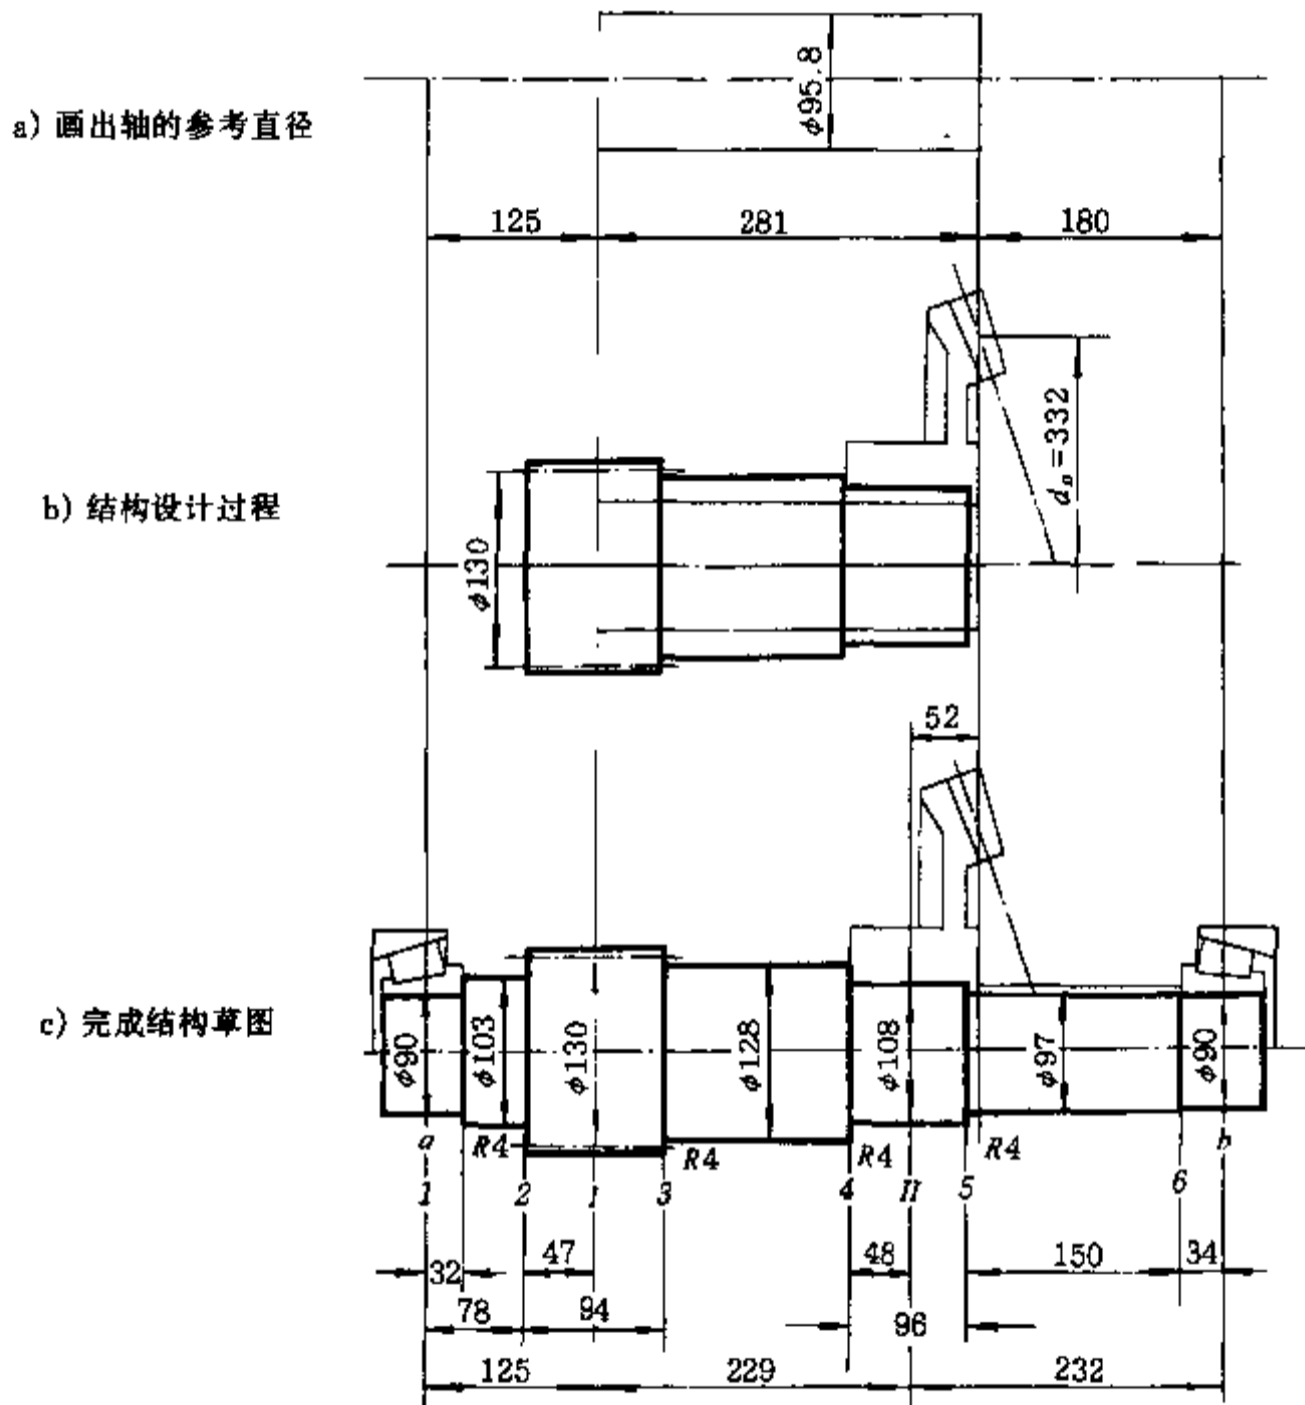 φ95.8
a) 画出轴的参考直径
125 281 180
d_a=332
b) 结构设计过程
φ130
52
c) 完成结构草图
φ90 φ103 φ130 φ128 φ108 φ97 φ90
a R4 R4 R4 R4 b
1 2 I 3 4 II 5 6
32 47 48 150 34
78 94 96
125 229 232